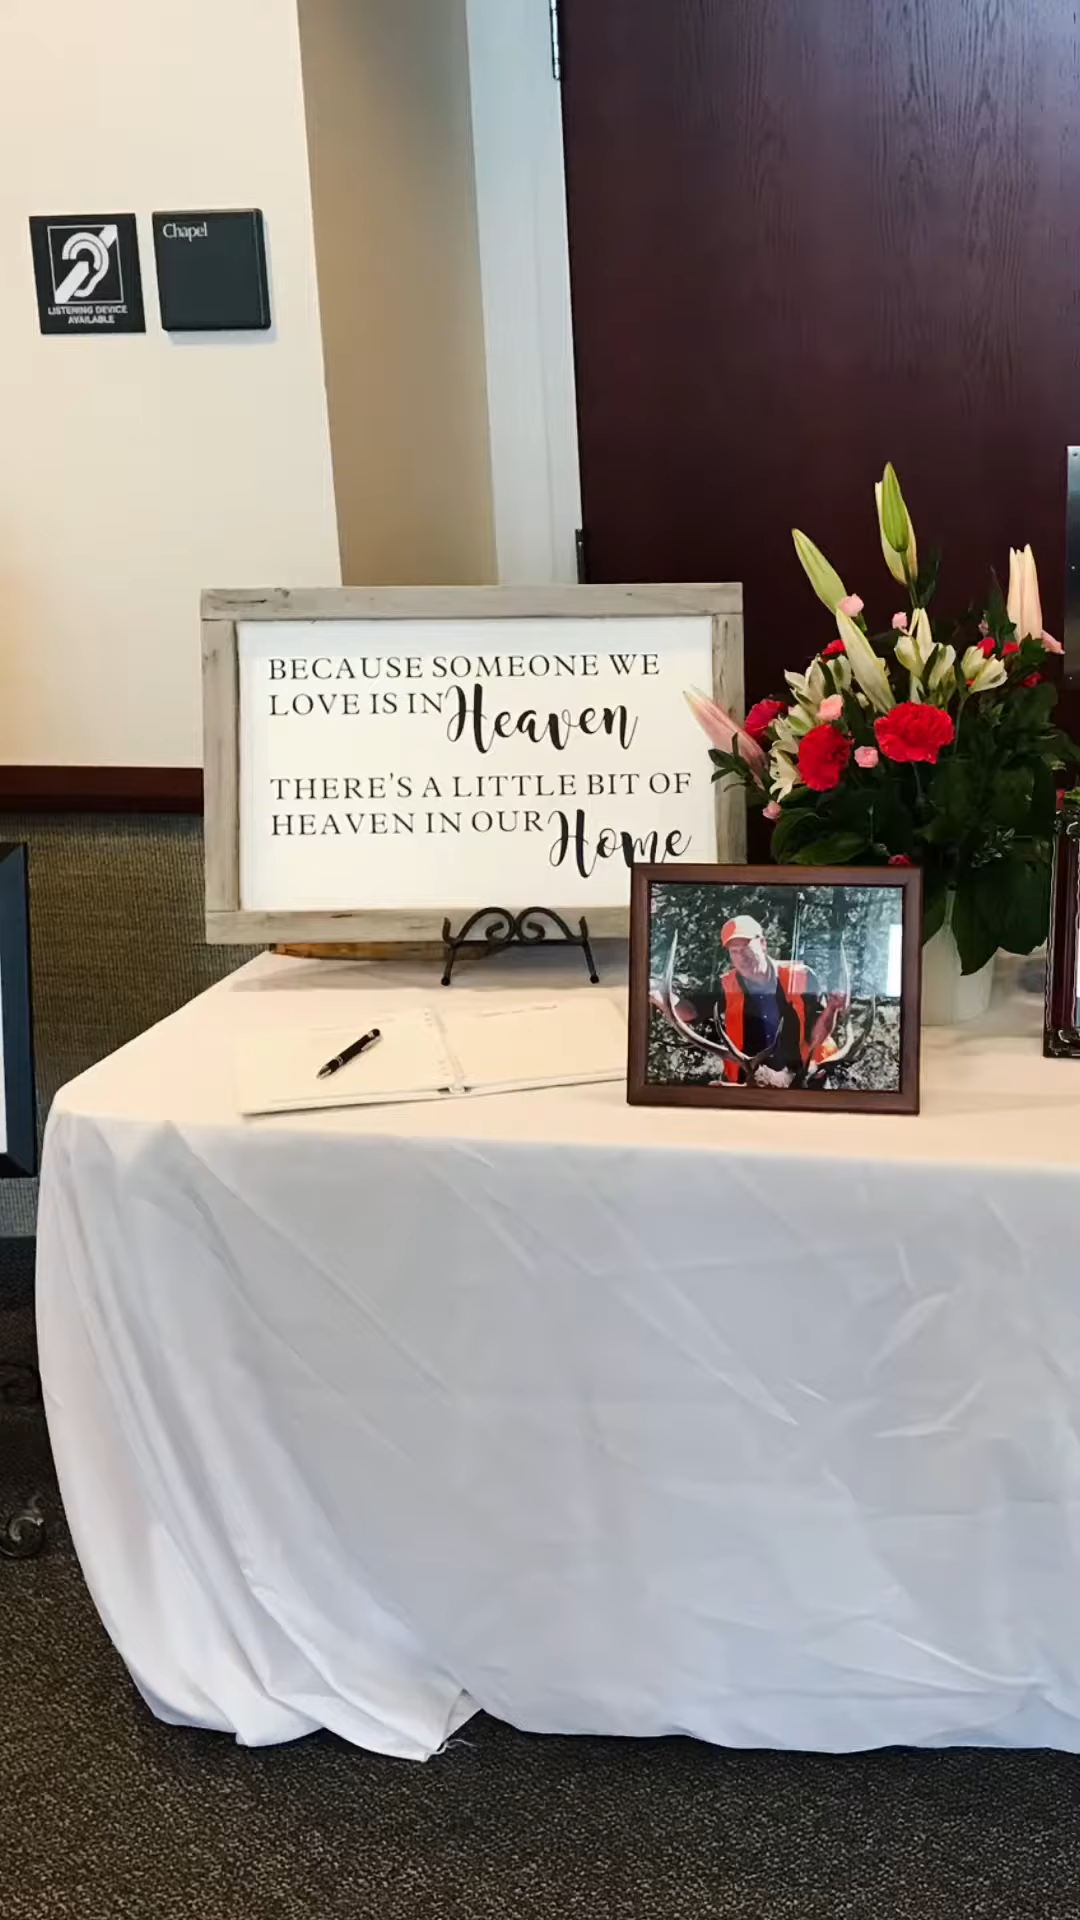 LISTENING DEVICE
AVAILABLE
Chapel
BECAUSE SOMEONE WE
LOVE IS IN Heaven
THERE'S A LITTLE BIT OF
HEAVEN IN OUR Home